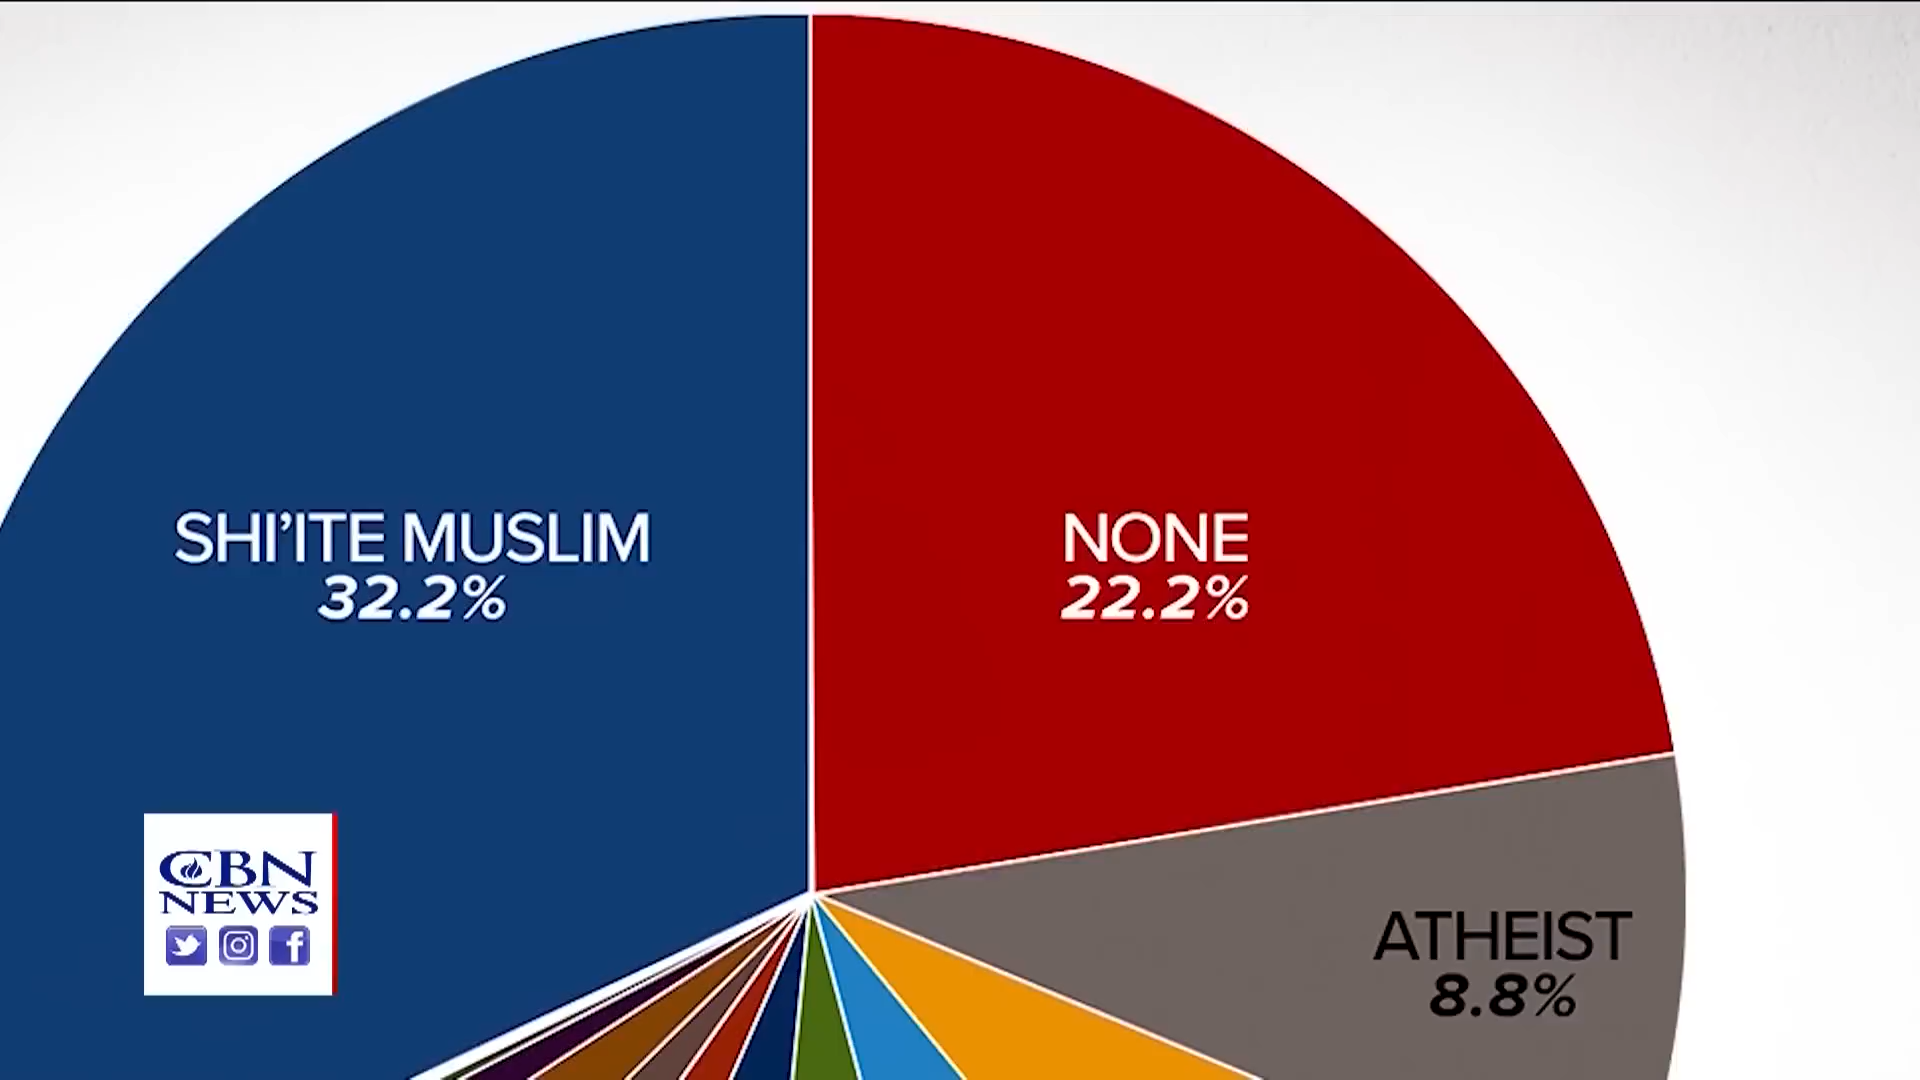 SHI'ITE MUSLIM
32.2%
NONE
22.2%
ATHEIST
8.8%
CBN
NEWS